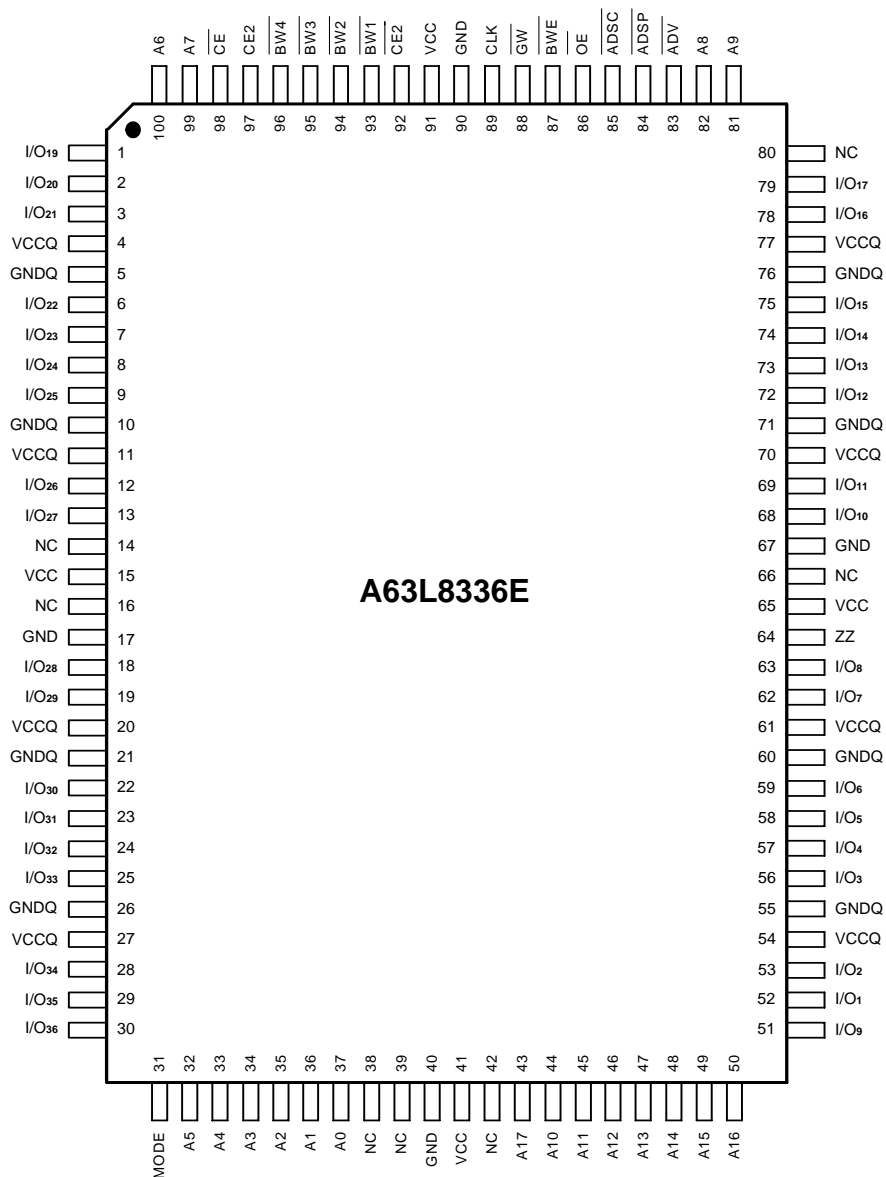 A6 A7 CE CE2 BW4 BW3 BW2 BW1 CE2 VCC GND CLK GW BWE OE ADSC ADSP ADV A8 A9
100 99 98 97 96 95 94 93 92 91 90 89 88 87 86 85 84 83 82 81
I/O19 1 80 NC
I/O20 2 79 I/O17
I/O21 3 78 I/O16
VCCQ 4 77 VCCQ
GNDQ 5 76 GNDQ
I/O22 6 75 I/O15
I/O23 7 74 I/O14
I/O24 8 73 I/O13
I/O25 9 72 I/O12
GNDQ 10 71 GNDQ
VCCQ 11 70 VCCQ
I/O26 12 69 I/O11
I/O27 13 68 I/O10
NC 14 67 GND
VCC 15 66 NC
A63L8336E
NC 16 65 VCC
GND 17 64 ZZ
I/O28 18 63 I/O8
I/O29 19 62 I/O7
VCCQ 20 61 VCCQ
GNDQ 21 60 GNDQ
I/O30 22 59 I/O6
I/O31 23 58 I/O5
I/O32 24 57 I/O4
I/O33 25 56 I/O3
GNDQ 26 55 GNDQ
VCCQ 27 54 VCCQ
I/O34 28 53 I/O2
I/O35 29 52 I/O1
I/O36 30 51 I/O9
31 32 33 34 35 36 37 38 39 40 41 42 43 44 45 46 47 48 49 50
MODE A5 A4 A3 A2 A1 A0 NC NC GND VCC NC A17 A10 A11 A12 A13 A14 A15 A16